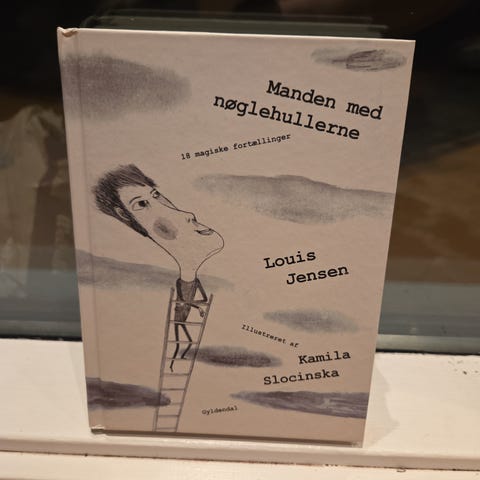 Manden med
nøglehullerne
18 magiske fortællinger
Louis
Jensen
Illustreret af
Kamila
Slocinska
Gyldendal